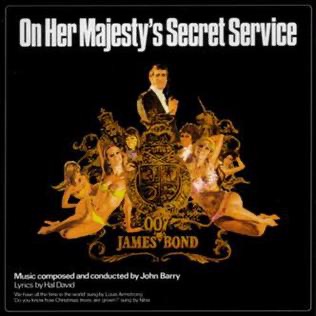 On Her Majesty's Secret Service
007
JAMES BOND
Music composed and conducted by John Barry
Lyrics by Hal David
'We have all the time in the world' sung by Louis Armstrong
'Do you know how Christmas trees are grown?' sung by Nina